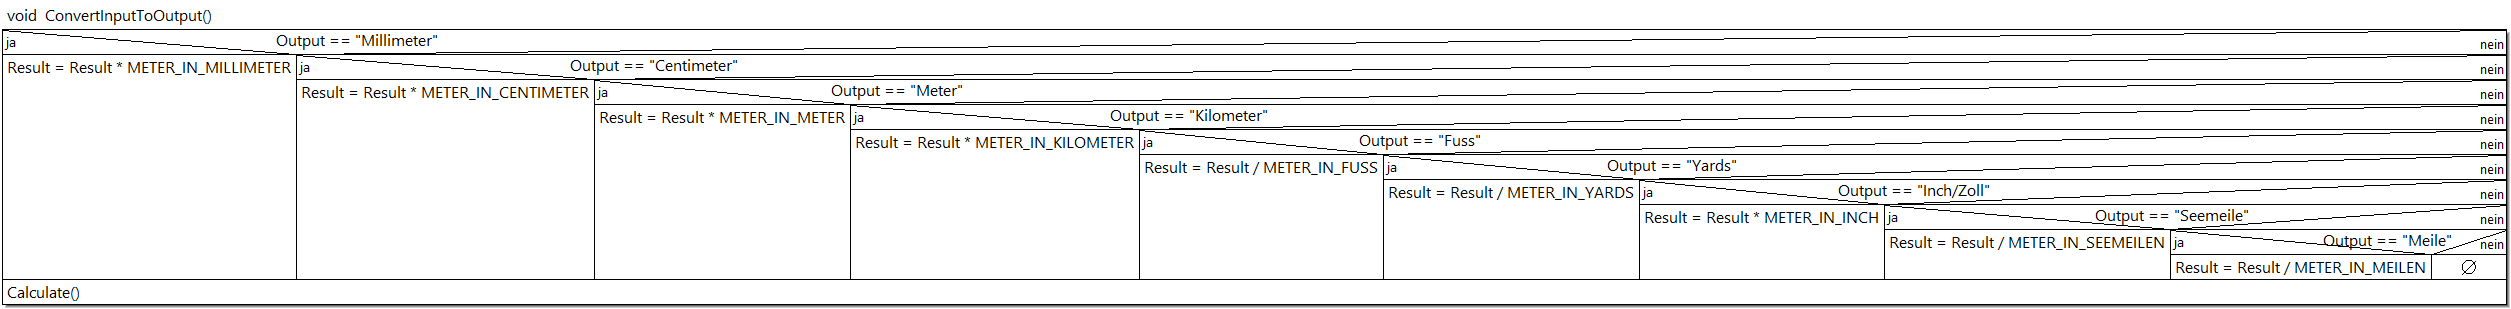 void ConvertInputToOutput()
ja Output == "Millimeter" nein
Result = Result * METER_IN_MILLIMETER ja Output == "Centimeter" nein
Result = Result * METER_IN_CENTIMETER ja Output == "Meter" nein
Result = Result * METER_IN_METER ja Output == "Kilometer" nein
Result = Result * METER_IN_KILOMETER ja Output == "Fuss" nein
Result = Result / METER_IN_FUSS ja Output == "Yards" nein
Result = Result / METER_IN_YARDS ja Output == "Inch/Zoll" nein
Result = Result * METER_IN_INCH ja Output == "Seemeile" nein
Result = Result / METER_IN_SEEMEILEN ja Output == "Meile" nein
Result = Result / METER_IN_MEILEN ∅
Calculate()